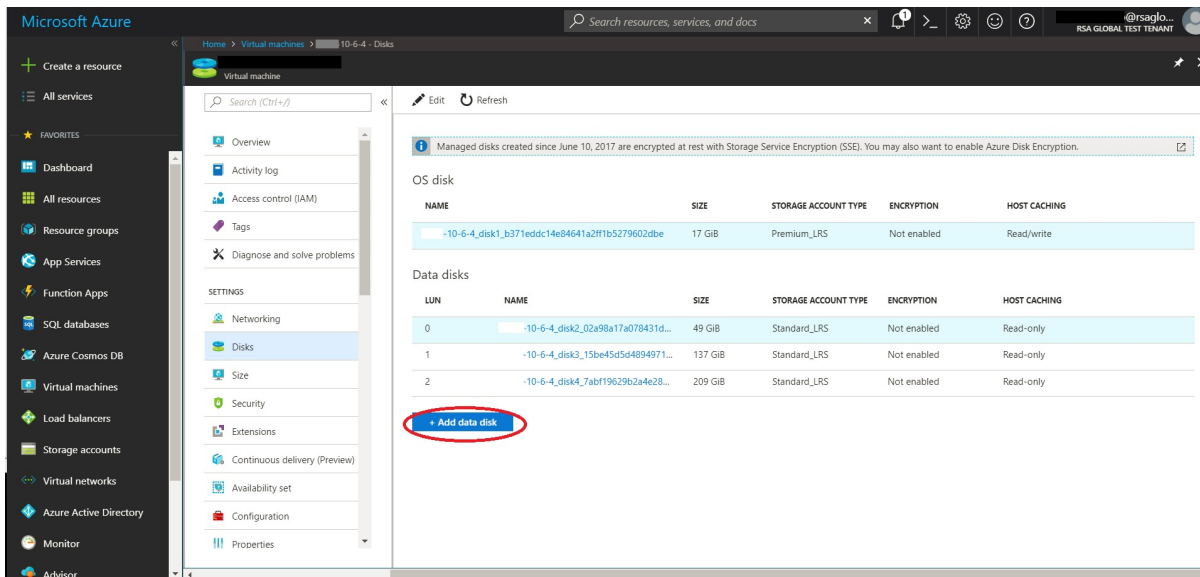 Microsoft Azure
Search resources, services, and docs
1
@rsaglo...
RSA GLOBAL TEST TENANT
Create a resource
All services
FAVORITES
Dashboard
All resources
Resource groups
App Services
Function Apps
SQL databases
Azure Cosmos DB
Virtual machines
Load balancers
Storage accounts
Virtual networks
Azure Active Directory
Monitor
Advisor
Home > Virtual machines > 10-6-4 - Disks
Virtual machine
Search (Ctrl+/)
Overview
Activity log
Access control (IAM)
Tags
Diagnose and solve problems
SETTINGS
Networking
Disks
Size
Security
Extensions
Continuous delivery (Preview)
Availability set
Configuration
Properties
Edit Refresh
Managed disks created since June 10, 2017 are encrypted at rest with Storage Service Encryption (SSE). You may also want to enable Azure Disk Encryption.
OS disk
NAME SIZE STORAGE ACCOUNT TYPE ENCRYPTION HOST CACHING
-10-6-4_disk1_b371eddc14e84641a2ff1b5279602dbe 17 GiB Premium_LRS Not enabled Read/write
Data disks
LUN NAME SIZE STORAGE ACCOUNT TYPE ENCRYPTION HOST CACHING
0 -10-6-4_disk2_02a98a17a078431d... 49 GiB Standard_LRS Not enabled Read-only
1 -10-6-4_disk3_15be45d5d4894971... 137 GiB Standard_LRS Not enabled Read-only
2 -10-6-4_disk4_7abf19629b2a4e28... 209 GiB Standard_LRS Not enabled Read-only
+ Add data disk